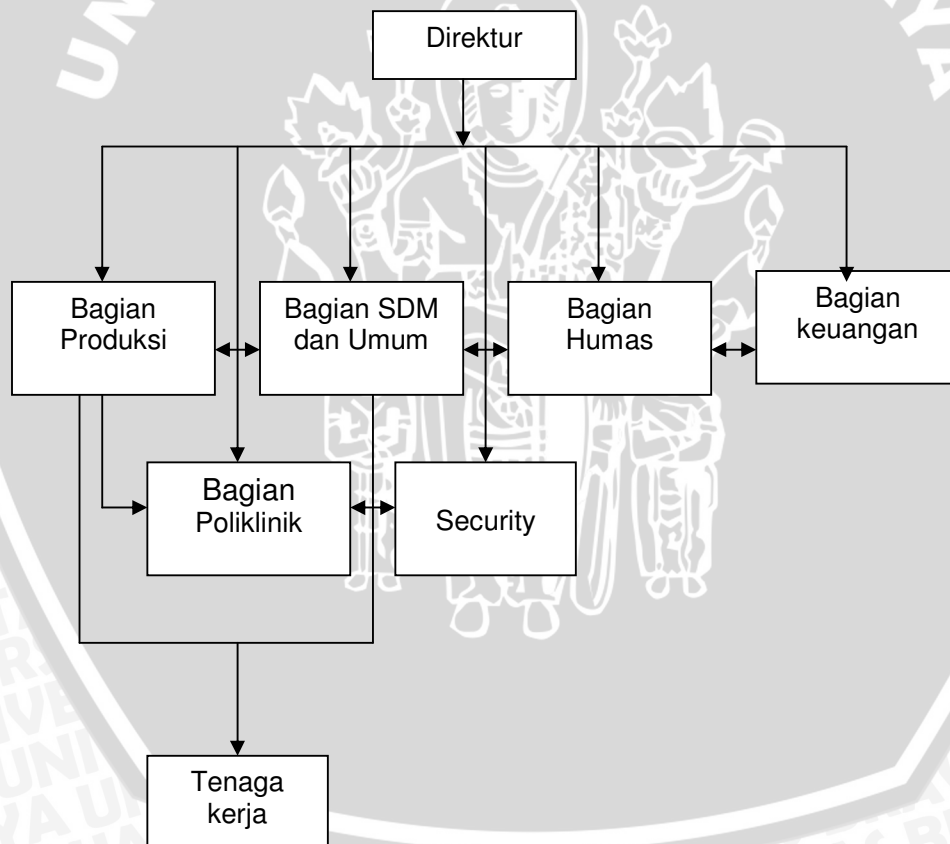 Direktur
Bagian
Produksi
Bagian SDM
dan Umum
Bagian
Humas
Bagian
keuangan
Bagian
Poliklinik
Security
Tenaga
kerja